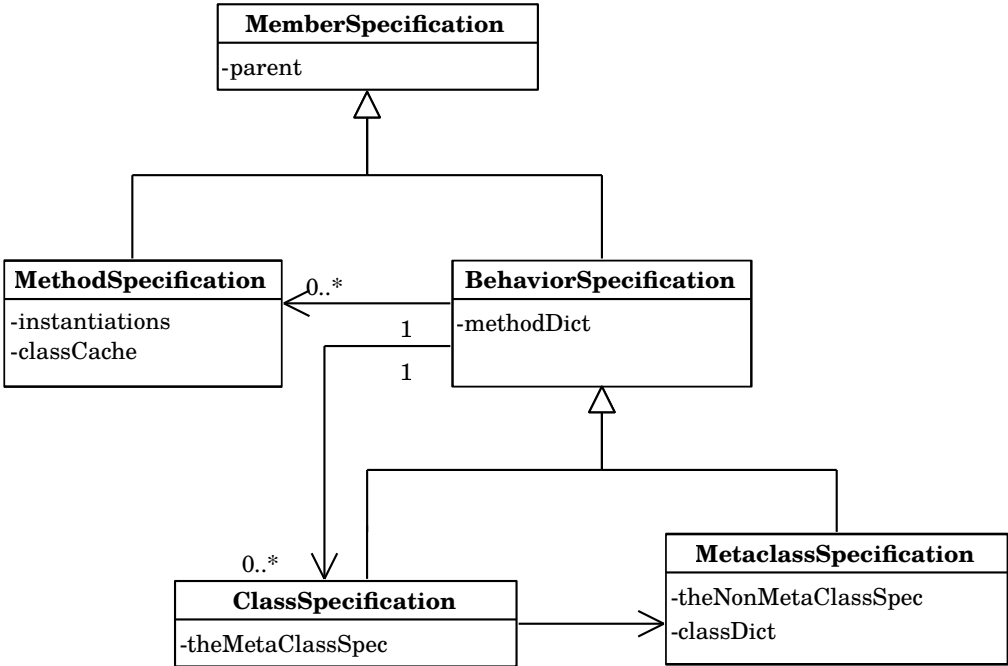 MemberSpecification
-parent
MethodSpecification
-instantiations
-classCache
0..*
BehaviorSpecification
-methodDict
1
1
0..*
ClassSpecification
-theMetaClassSpec
MetaclassSpecification
-theNonMetaClassSpec
-classDict